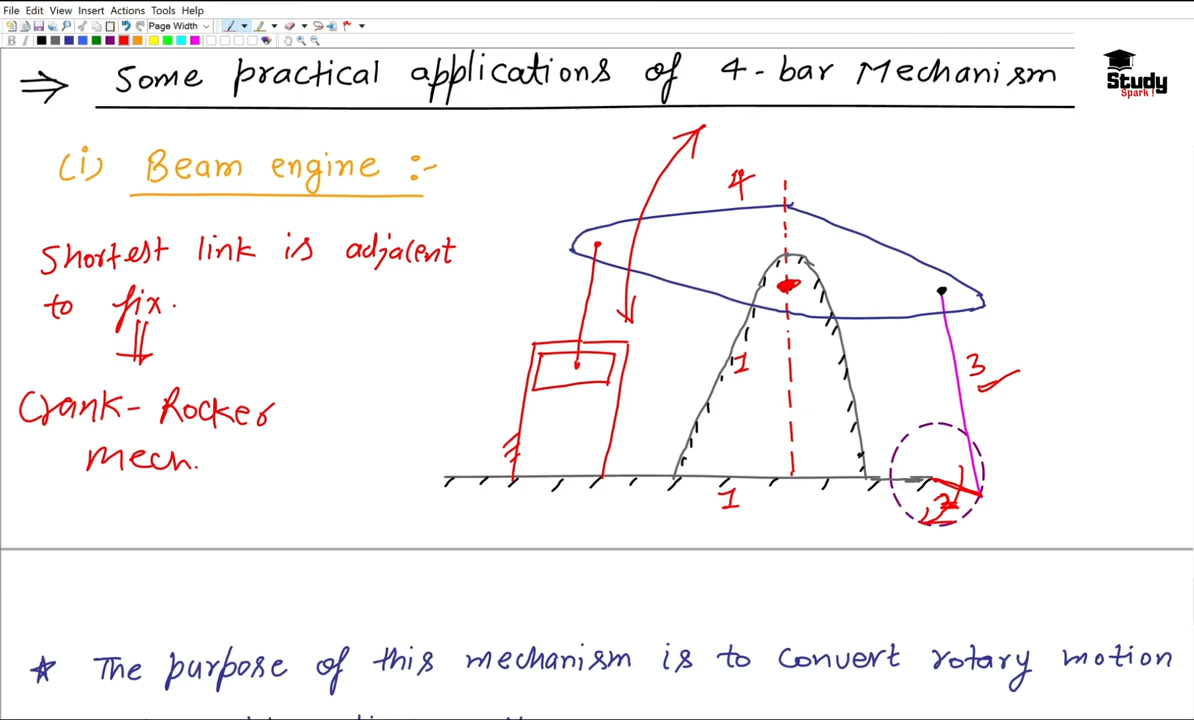 File Edit View Insert Actions Tools Help
Page Width
B I
⇒ Some practical applications of 4-bar Mechanism
Study
Spark!
(i) Beam engine :-
Shortest link is adjacent
to fix.
⇓
Crank-Rocker
mech.
4
1
3
1
2
* The purpose of this mechanism is to convert rotary motion